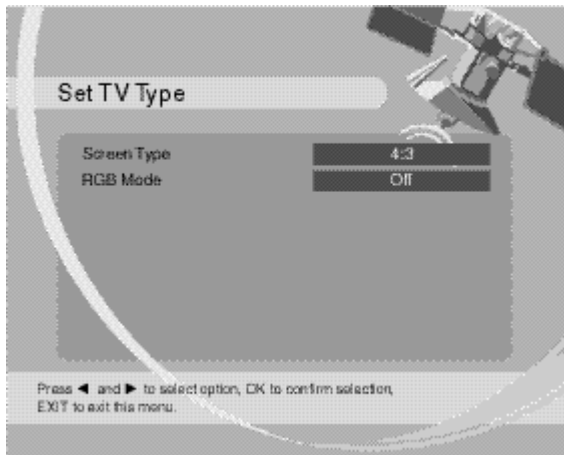 Set TV Type
Screen Type 4:3
RGB Mode Off
Press ◄ and ► to select option, OK to confirm selection,
EXIT to exit this menu.